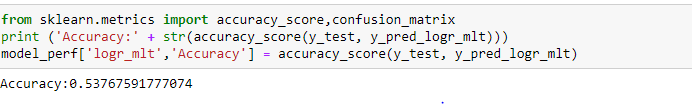 from sklearn.metrics import accuracy_score,confusion_matrix
print ('Accuracy:' + str(accuracy_score(y_test, y_pred_logr_mlt)))
model_perf['logr_mlt','Accuracy'] = accuracy_score(y_test, y_pred_logr_mlt)
Accuracy:0.53767591777074